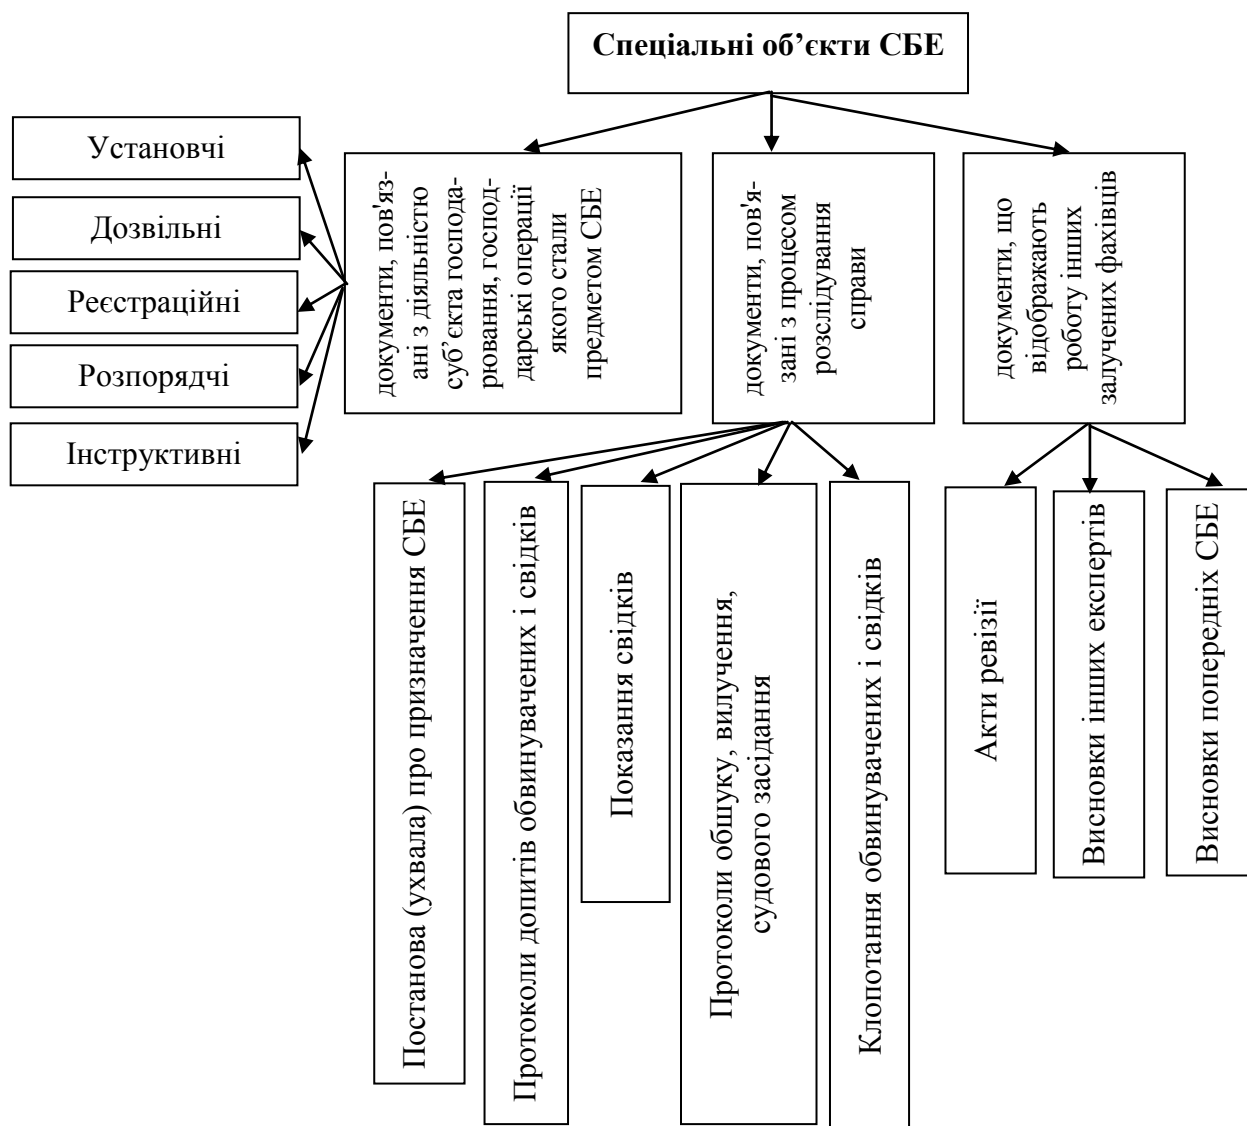 Спеціальні об’єкти СБЕ
Установчі
Дозвільні
Реєстраційні
Розпорядчі
Інструктивні
документи, пов'яз-
ані з діяльністю
суб’єкта господа-
рювання, господ-
дарські операції
якого стали
предметом СБЕ
документи, пов'я-
зані з процесом
розслідування
справи
документи, що
відображають
роботу інших
залучених фахівців
Постанова (ухвала) про призначення СБЕ
Протоколи допитів обвинувачених і свідків
Показання свідків
Протоколи обшуку, вилучення,
судового засідання
Клопотання обвинувачених і свідків
Акти ревізії
Висновки інших експертів
Висновки попередніх СБЕ